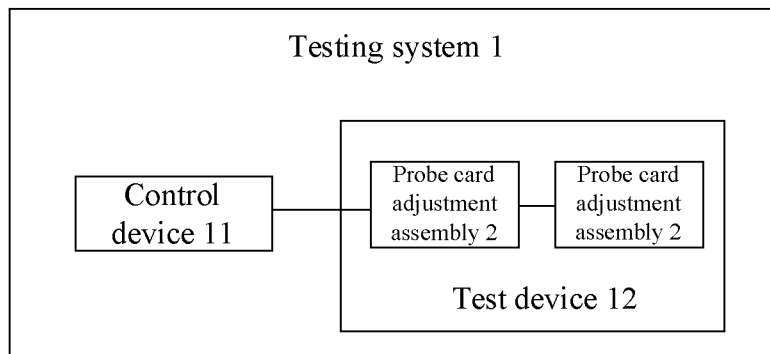 Testing system 1
Control
device 11
Probe card
adjustment
assembly 2
Probe card
adjustment
assembly 2
Test device 12